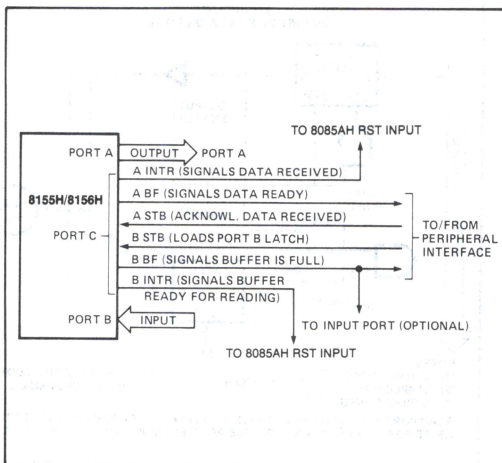 TO 8085AH RST INPUT
PORT A
OUTPUT
PORT A
A INTR (SIGNALS DATA RECEIVED)
8155H/8156H
A BF (SIGNALS DATA READY)
A STB (ACKNOWL. DATA RECEIVED)
PORT C
B STB (LOADS PORT B LATCH)
TO/FROM
PERIPHERAL
INTERFACE
B BF (SIGNALS BUFFER IS FULL)
B INTR (SIGNALS BUFFER
READY FOR READING)
PORT B
INPUT
TO INPUT PORT (OPTIONAL)
TO 8085AH RST INPUT